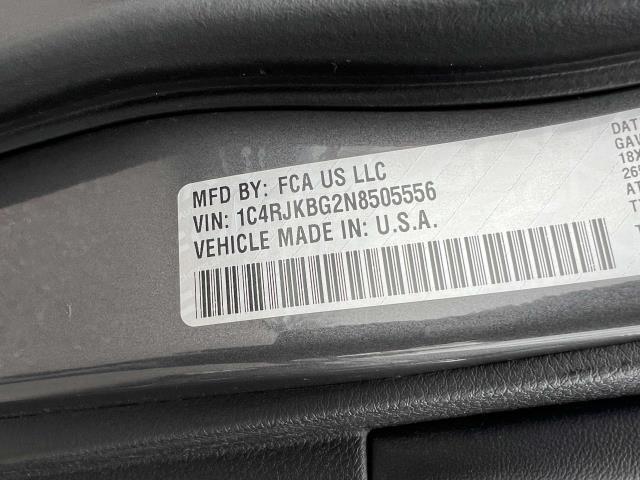 MFD BY: FCA US LLC
VIN: 1C4RJKBG2N8505556
VEHICLE MADE IN: U.S.A.